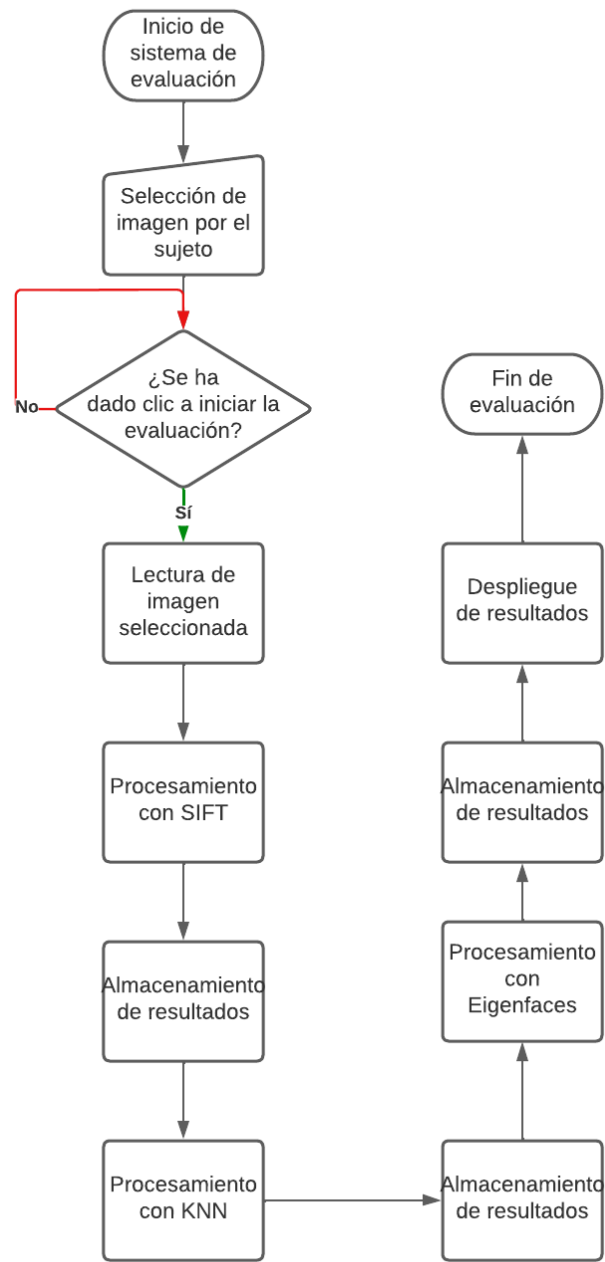 Inicio de
sistema de
evaluación
Selección de
imagen por el
sujeto
¿Se ha
dado clic a iniciar la
evaluación?
No
Sí
Lectura de
imagen
seleccionada
Procesamiento
con SIFT
Almacenamiento
de resultados
Procesamiento
con KNN
Almacenamiento
de resultados
Procesamiento
con
Eigenfaces
Almacenamiento
de resultados
Despliegue
de resultados
Fin de
evaluación